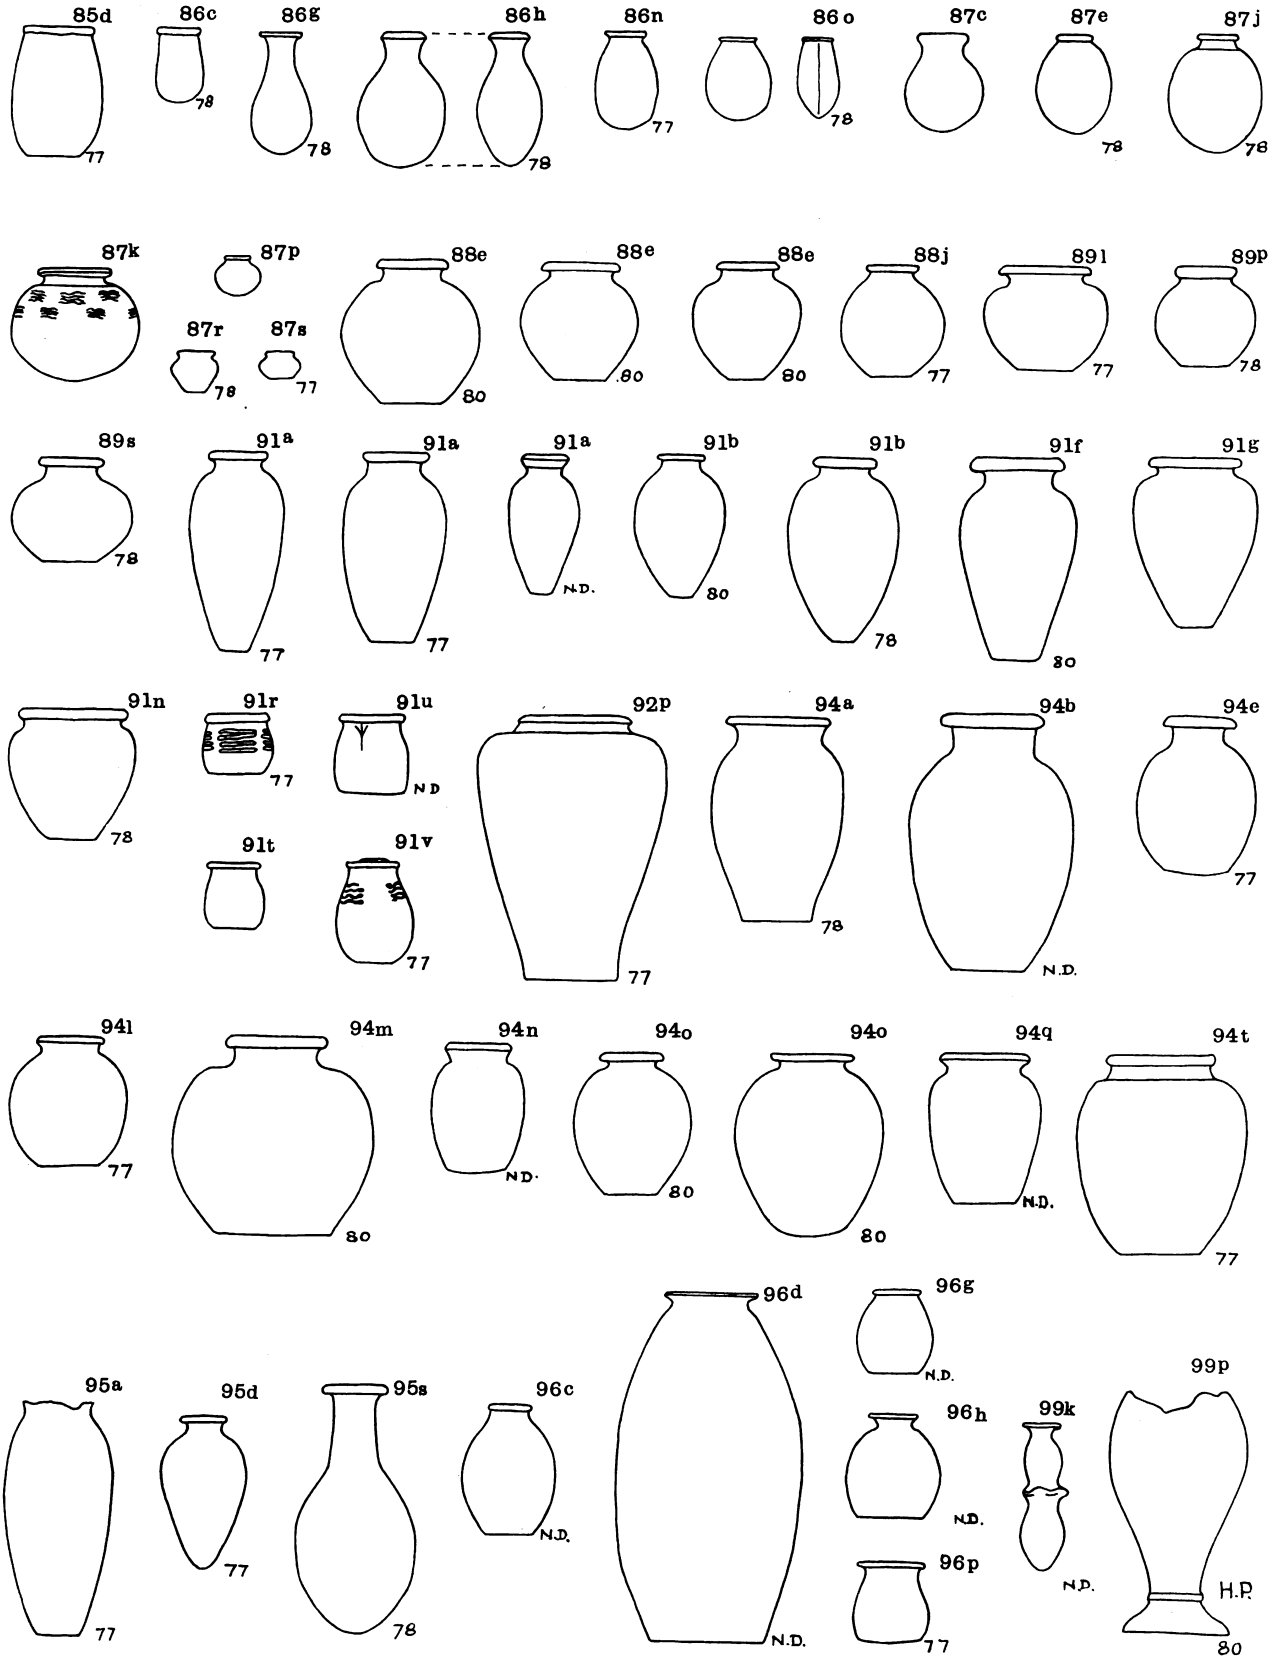 85d 86c 86g 86h 86n 86o 87c 87e 87j
77 78 78 78 77 78 78 78
87k 87p 88e 88e 88e 88j 89l 89p
87r 87s
78 77 80 80 80 77 77 78
89s 91a 91a 91a 91b 91b 91f 91g
78 77 77 N.D. 80 78 80
91n 91r 91u 92p 94a 94b 94e
78 77 N D
91t 91v
77 77 78 N.D. 77
94l 94m 94n 94o 94o 94q 94t
77 80 N D. 80 80 N.D. 77
96d 96g
N.D.
95a 95d 95s 96c 96h 99k 99p
N.D. N.D.
96p
77 77 78 N.D. 77 N.D. H.P.
80